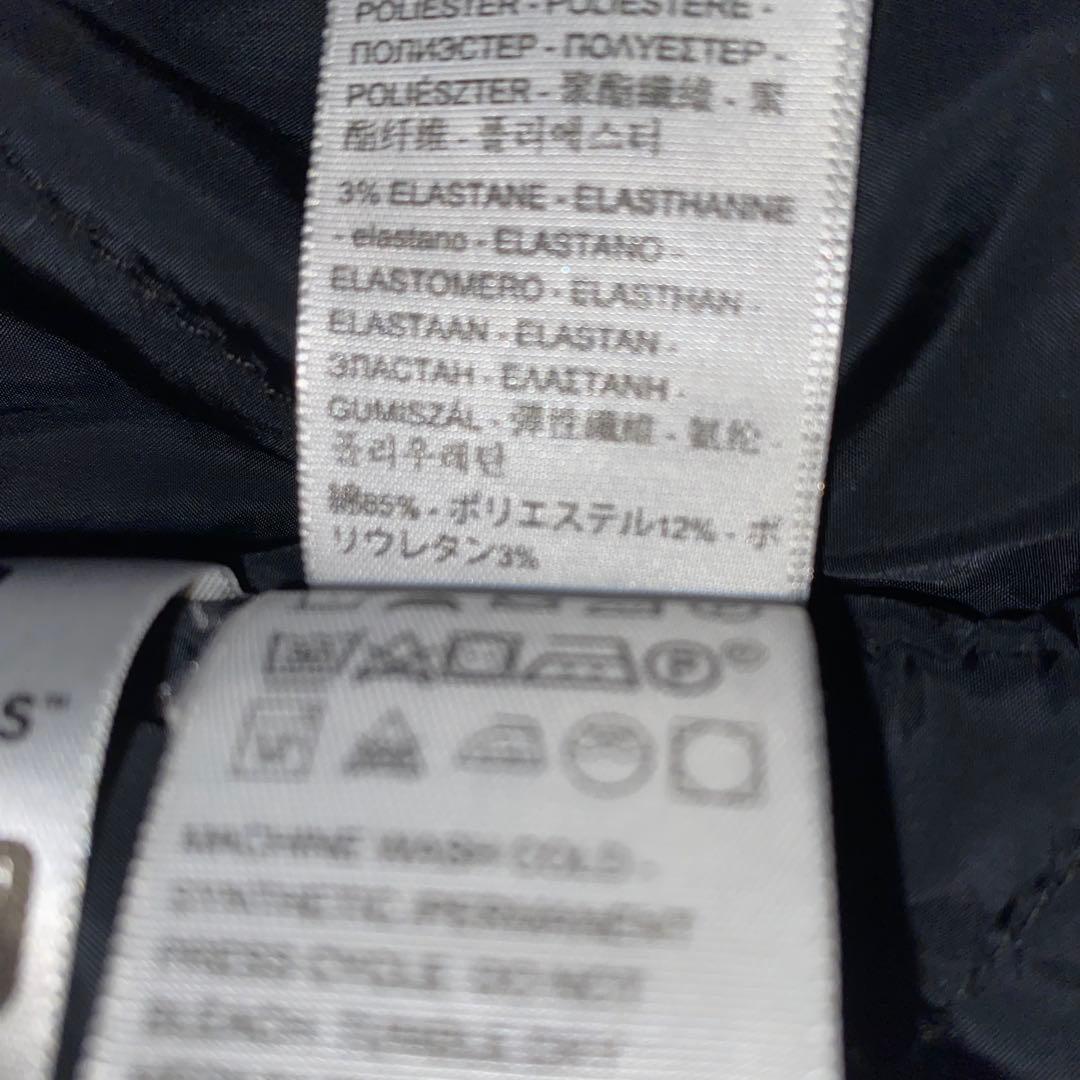 POLIÉSTER - POLIESTERE -
ПОЛИЭСТЕР - ΠΟΛΥΕΣΤΕΡ -
POLIÉSZTER - 聚酯纖維 - 聚
酯纤维 - 폴리에스터
3% ELASTANE - ELASTHANNE
- elastano - ELASTANO -
ELASTOMERO - ELASTHAN -
ELASTAAN - ELASTAN -
ЭЛАСТАН - ΕΛΑΣΤΑΝΗ -
GUMISZÁL - 彈性纖維 - 氨纶 -
폴리우레탄
綿85% - ポリエステル12% - ポ
リウレタン3%
S™
MACHINE WASH COLD -
SYNTHETIC /PERMANENT
PRESS CYCLE DO NOT
BLEACH TUMBLE DRY